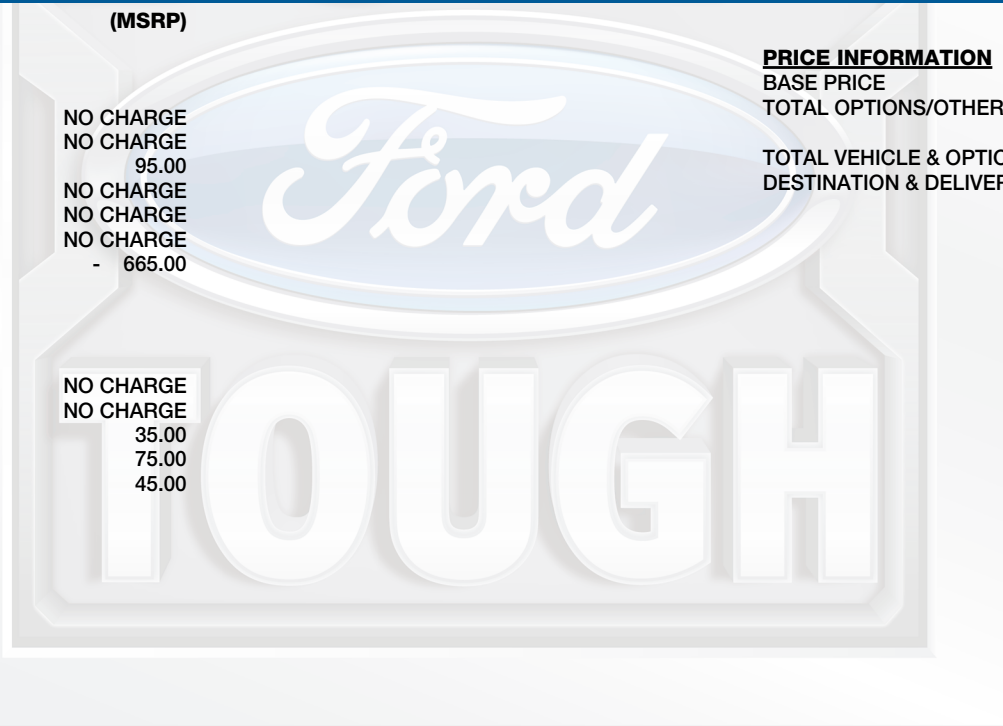 (MSRP)
NO CHARGE
NO CHARGE
95.00
NO CHARGE
NO CHARGE
NO CHARGE
- 665.00
NO CHARGE
NO CHARGE
35.00
75.00
45.00
PRICE INFORMATION
BASE PRICE
TOTAL OPTIONS/OTHER
TOTAL VEHICLE & OPTIO
DESTINATION & DELIVER
Ford
TOUGH